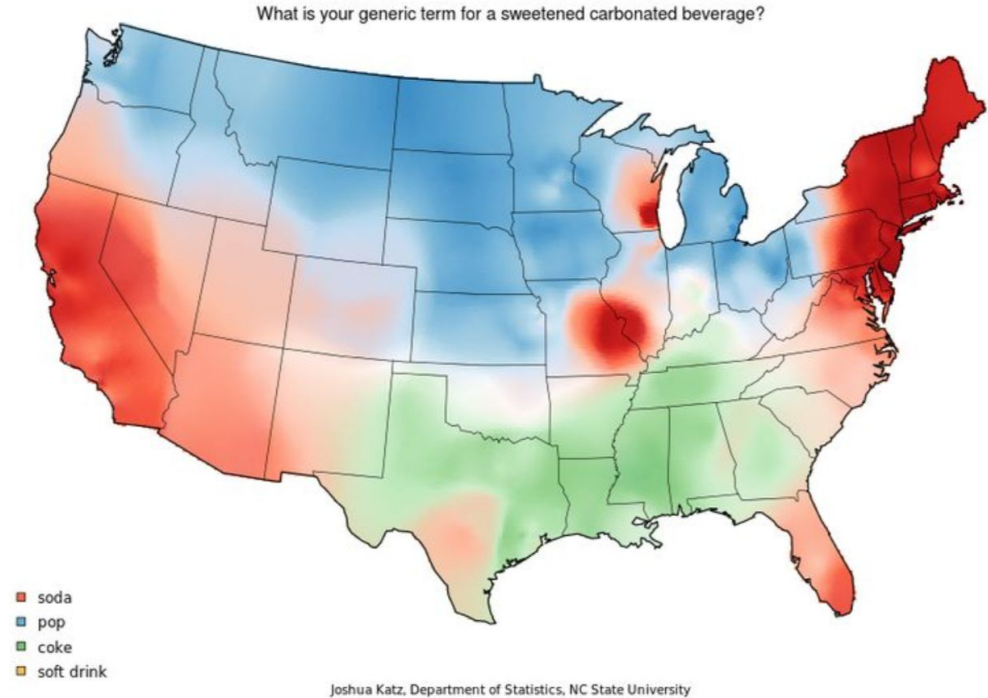 What is your generic term for a sweetened carbonated beverage?
soda
pop
coke
soft drink
Joshua Katz, Department of Statistics, NC State University